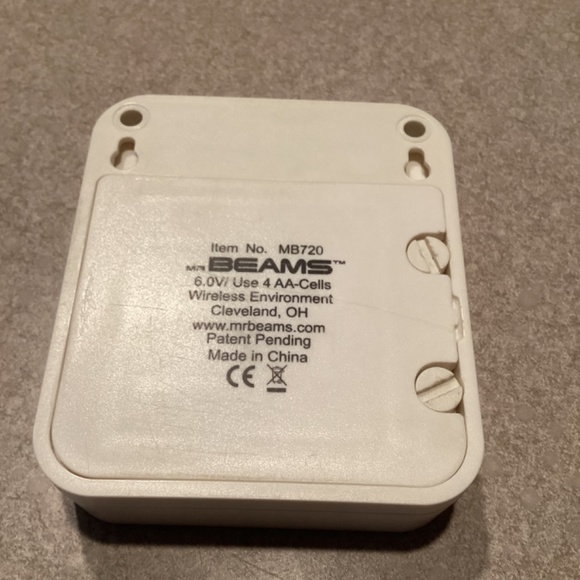 Item No. MB720
MR BEAMS™
6.0V/ Use 4 AA-Cells
Wireless Environment
Cleveland, OH
www.mrbeams.com
Patent Pending
Made in China
CE